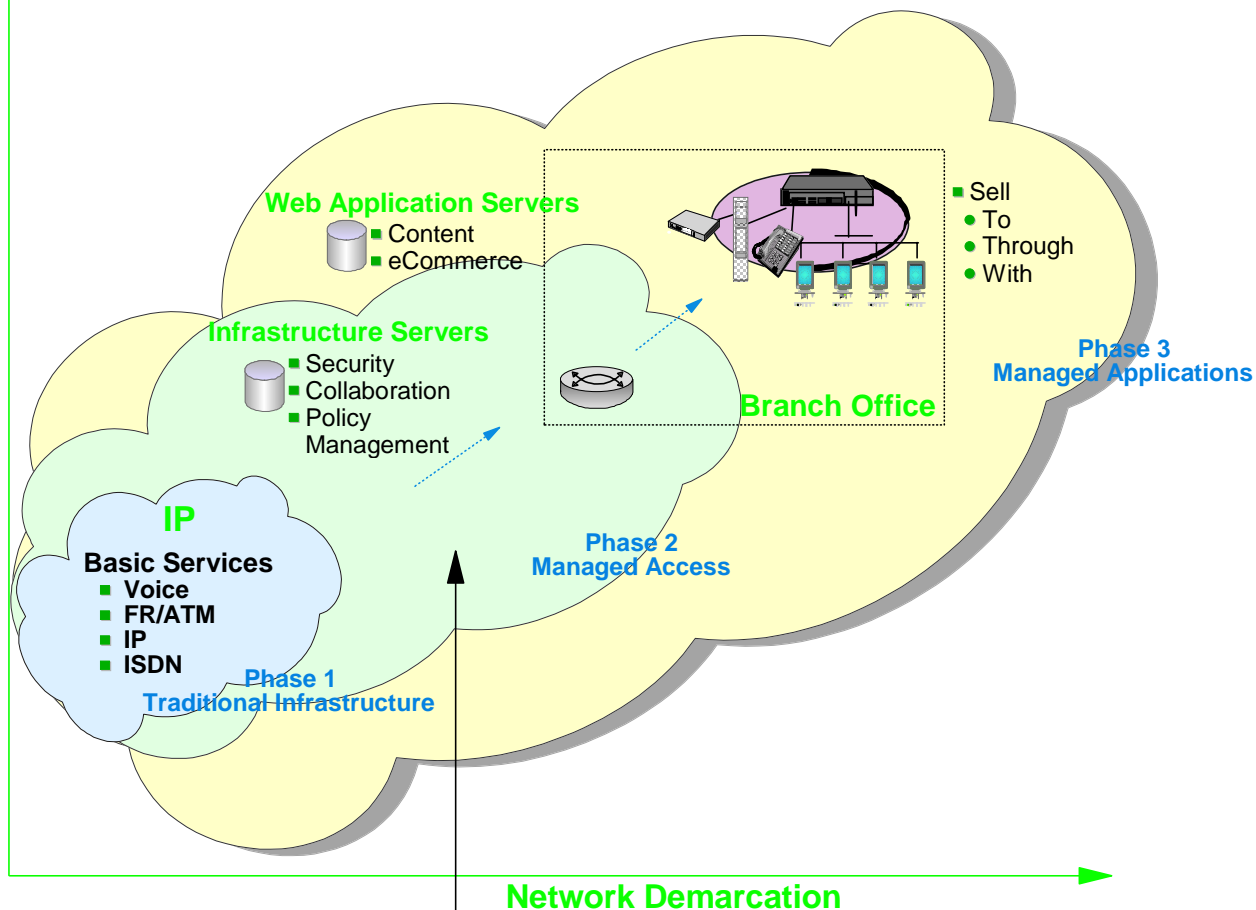 Web Application Servers
Content
eCommerce
Sell
To
Through
With
Infrastructure Servers
Security
Collaboration
Policy
Management
Phase 3
Managed Applications
Branch Office
IP
Basic Services
Voice
FR/ATM
IP
ISDN
Phase 2
Managed Access
Phase 1
Traditional Infrastructure
Network Demarcation